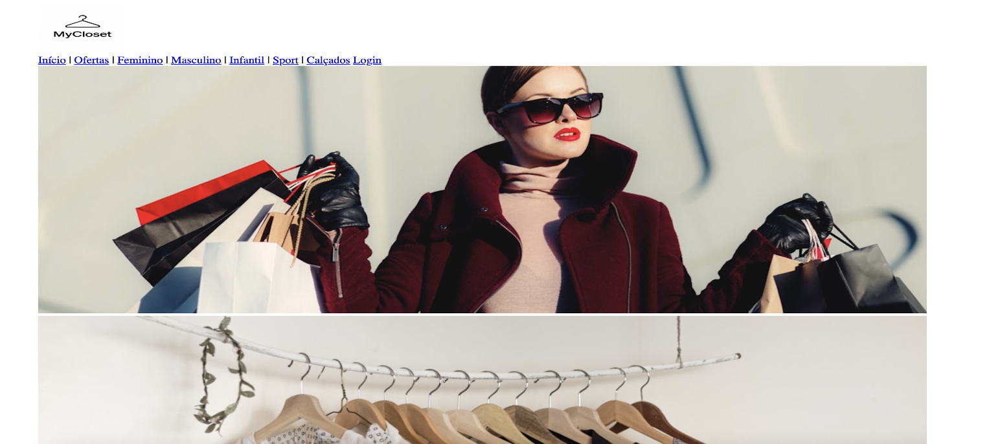 MyCloset
Início | Ofertas | Feminino | Masculino | Infantil | Sport | Calçados Login